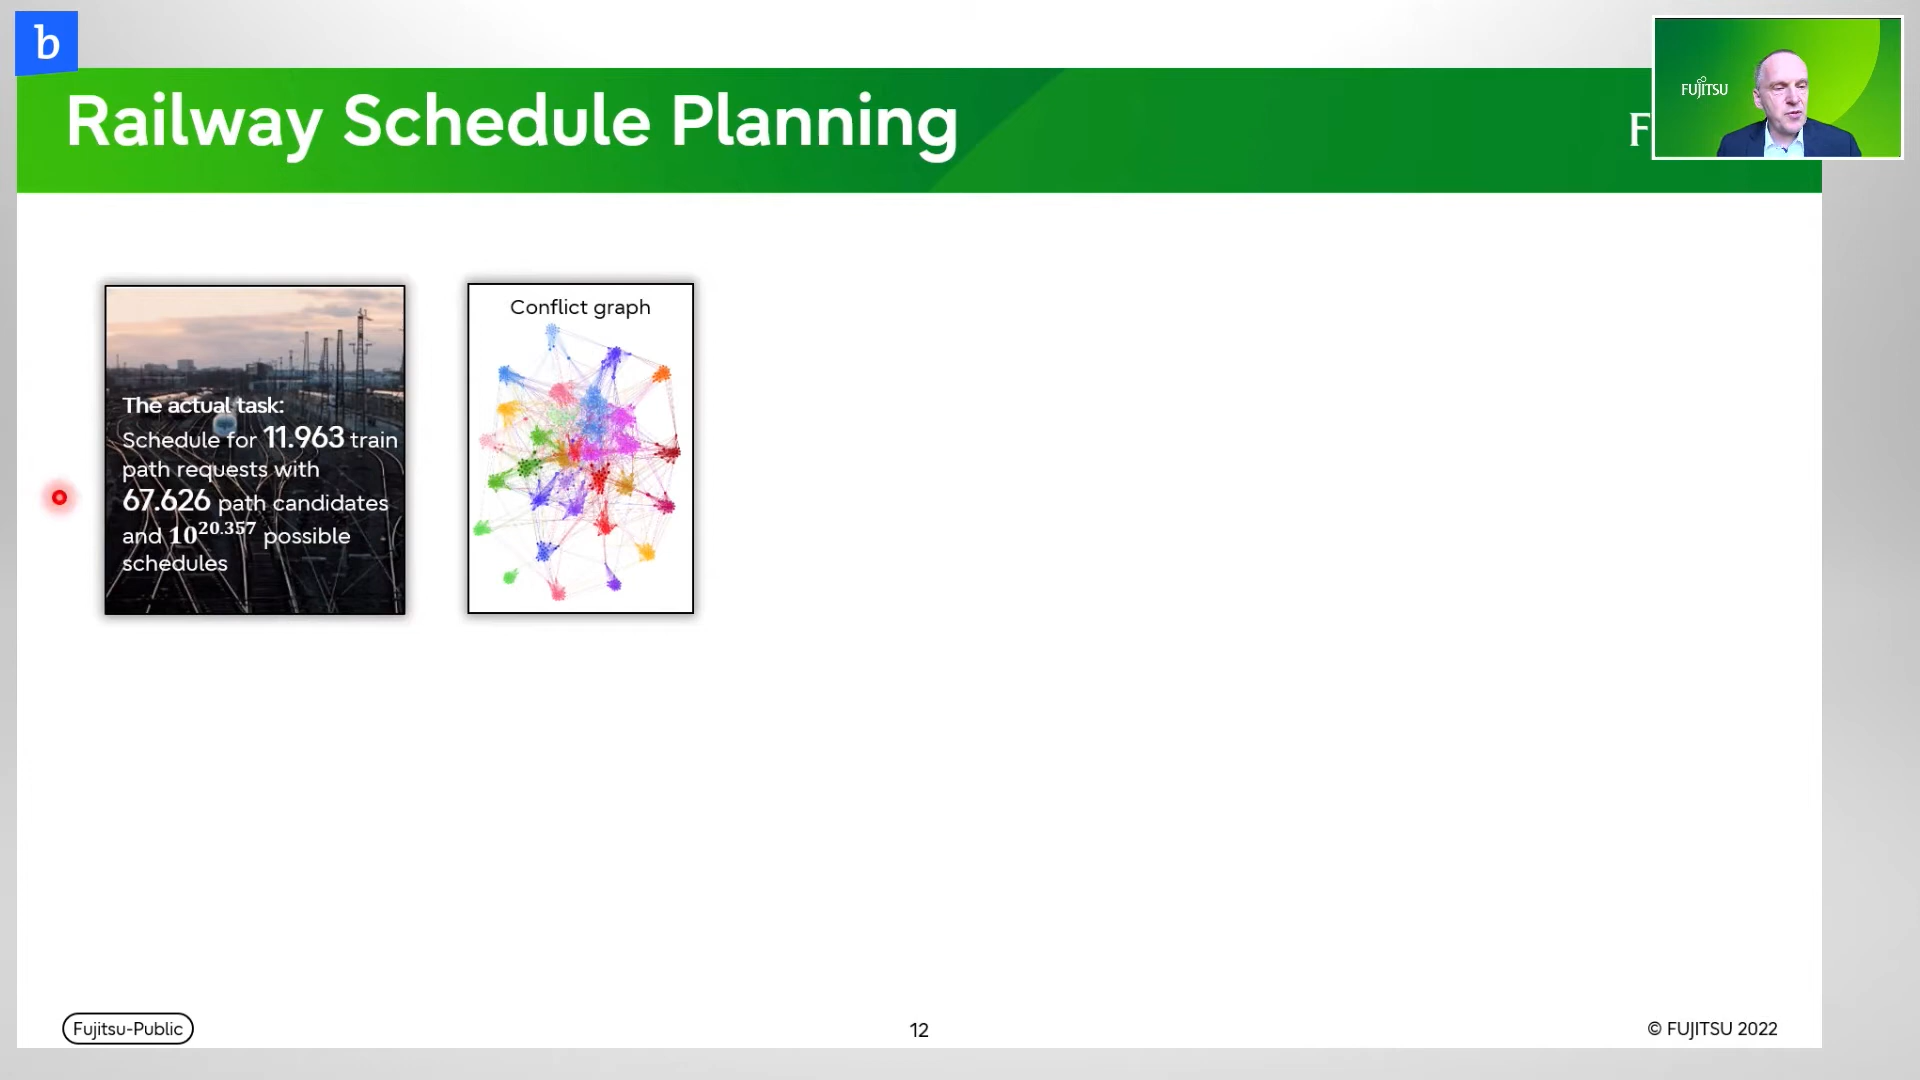 b
Railway Schedule Planning
F
FUJITSU
The actual task:
Schedule for 11.963 train
path requests with
67.626 path candidates
and 10^20.357 possible
schedules
Conflict graph
Fujitsu-Public
12
© FUJITSU 2022